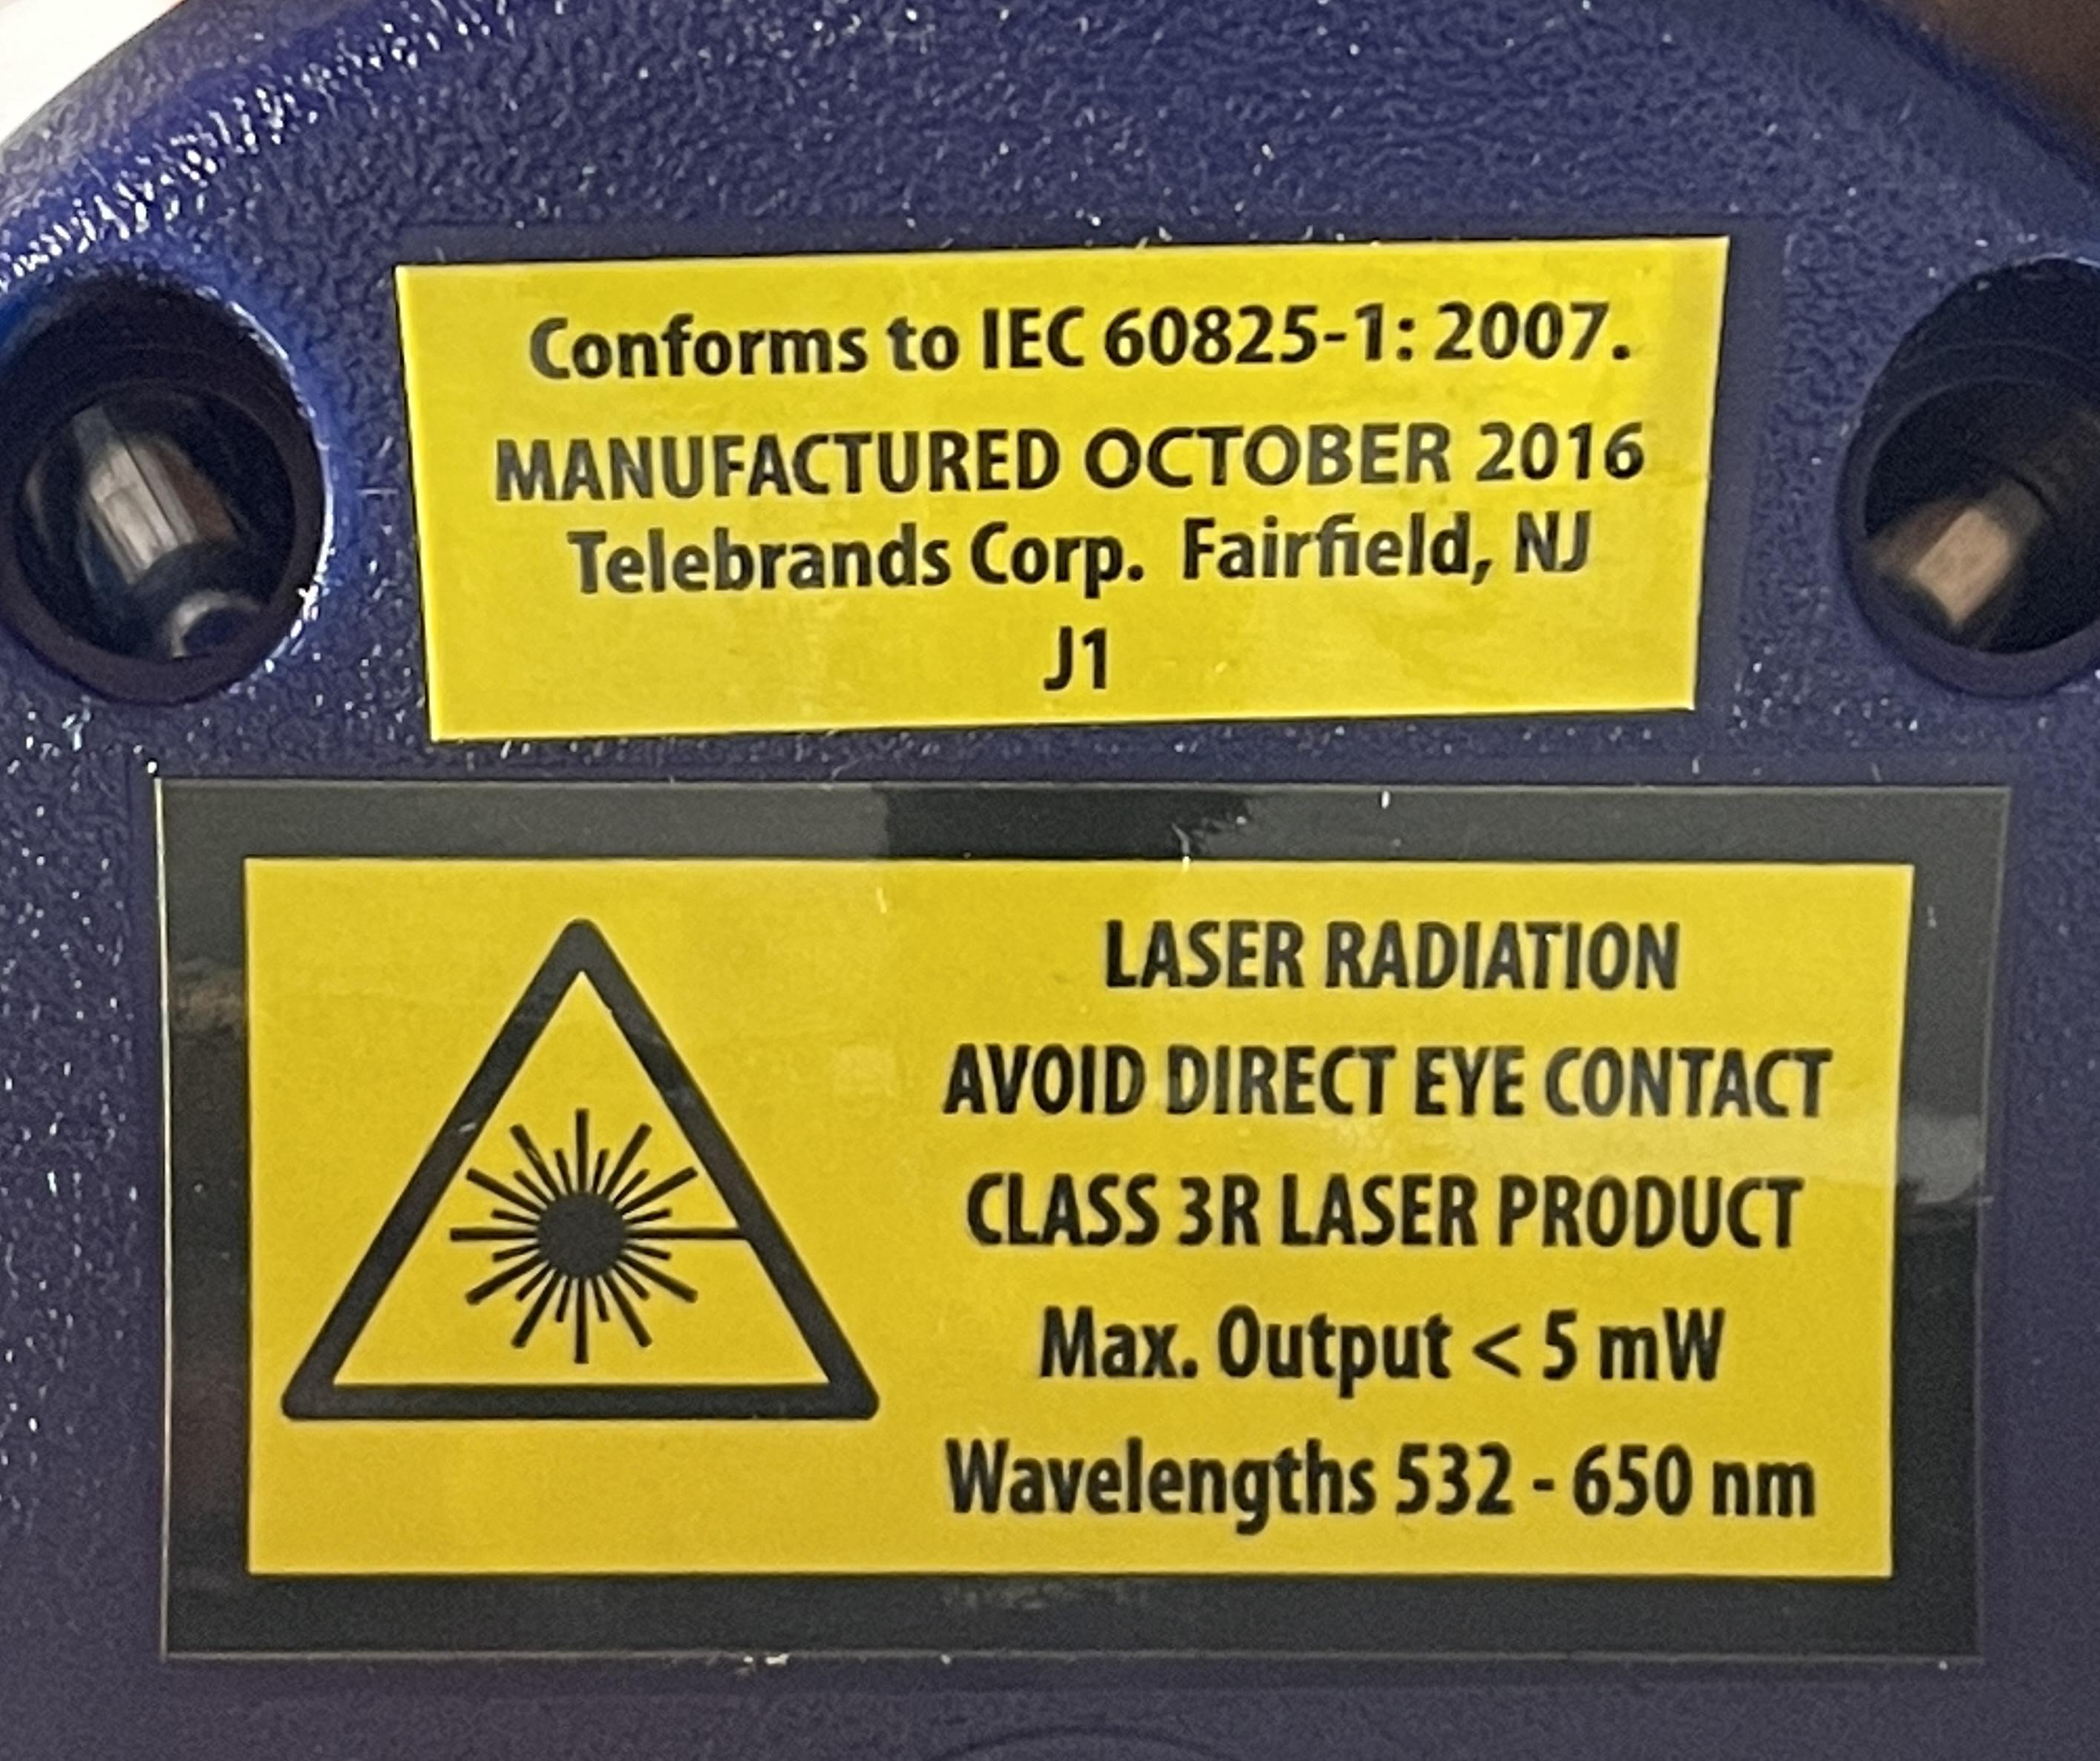 Conforms to IEC 60825-1: 2007.
MANUFACTURED OCTOBER 2016
Telebrands Corp. Fairfield, NJ
J1
LASER RADIATION
AVOID DIRECT EYE CONTACT
CLASS 3R LASER PRODUCT
Max. Output < 5 mW
Wavelengths 532 - 650 nm